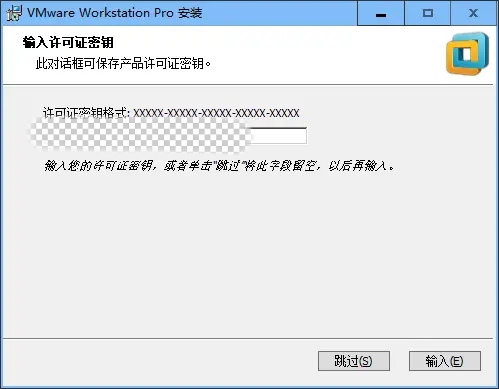 VMware Workstation Pro 安装
输入许可证密钥
此对话框可保存产品许可证密钥。
许可证密钥格式: XXXXX-XXXXX-XXXXX-XXXXX-XXXXX
输入您的许可证密钥，或者单击“跳过”将此字段留空，以后再输入。
跳过(S)
输入(E)